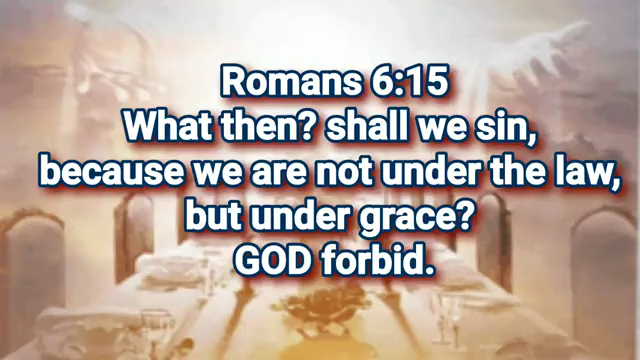 Romans 6:15
What then? shall we sin,
because we are not under the law,
but under grace?
GOD forbid.